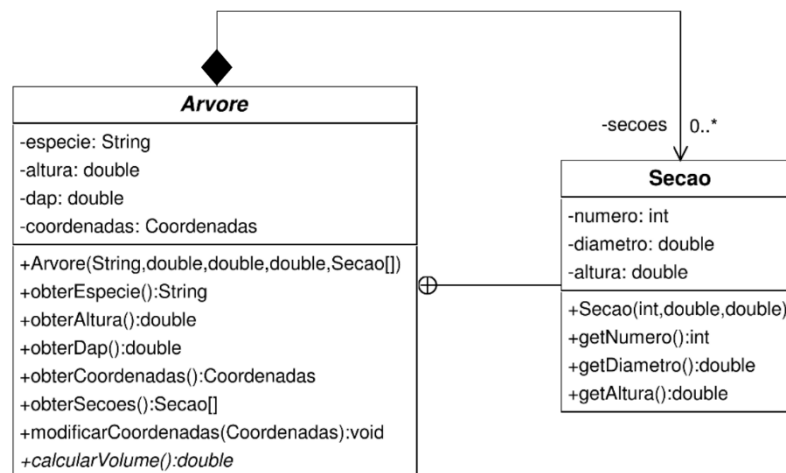 Arvore
-especie: String
-altura: double
-dap: double
-coordenadas: Coordenadas
+Arvore(String,double,double,double,Secao[])
+obterEspecie():String
+obterAltura():double
+obterDap():double
+obterCoordenadas():Coordenadas
+obterSecoes():Secao[]
+modificarCoordenadas(Coordenadas):void
+calcularVolume():double
-secoes 0..*
Secao
-numero: int
-diametro: double
-altura: double
+Secao(int,double,double)
+getNumero():int
+getDiametro():double
+getAltura():double